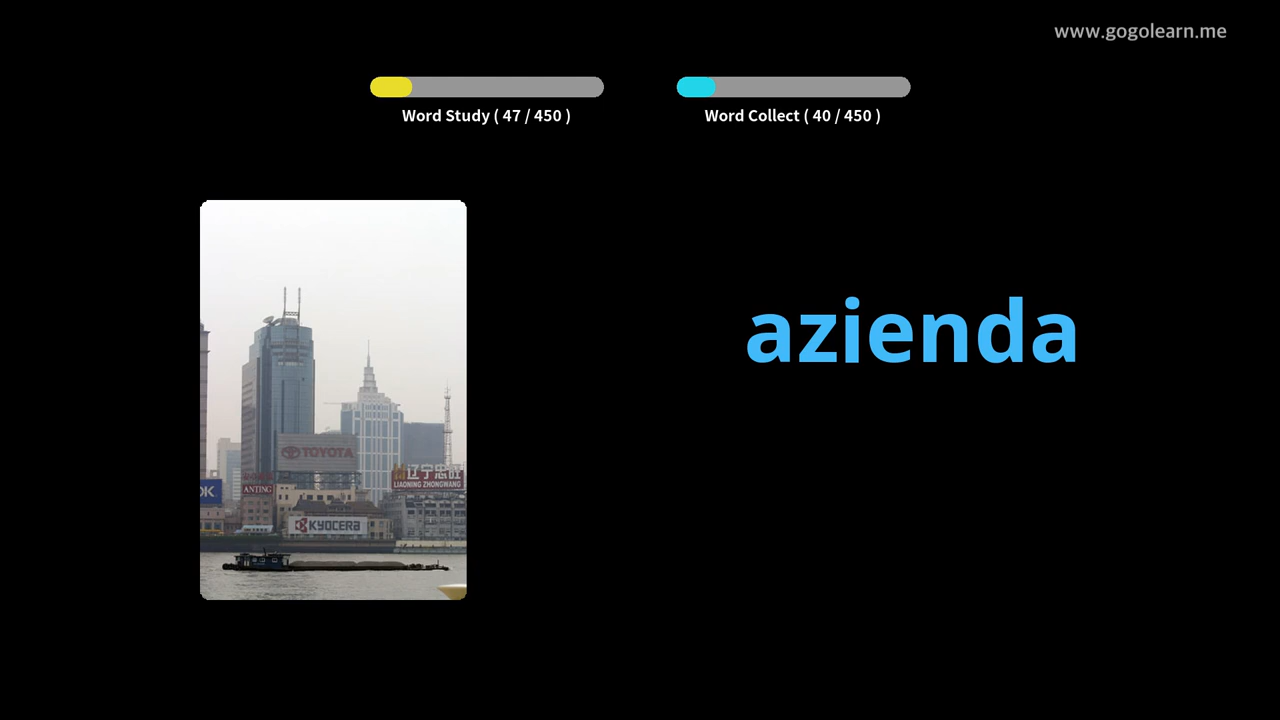 www.gogolearn.me
Word Study ( 47 / 450 )
Word Collect ( 40 / 450 )
azienda
TOYOTA
辽宁忠旺
LIAONING ZHONGWANG
OK
ANTING
KYOCERA